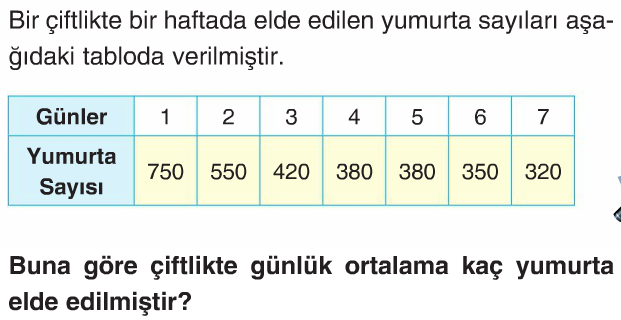 Bir çiftlikte bir haftada elde edilen yumurta sayıları aşa-
ğıdaki tabloda verilmiştir.
Günler 1 2 3 4 5 6 7
Yumurta Sayısı 750 550 420 380 380 350 320
Buna göre çiftlikte günlük ortalama kaç yumurta
elde edilmiştir?